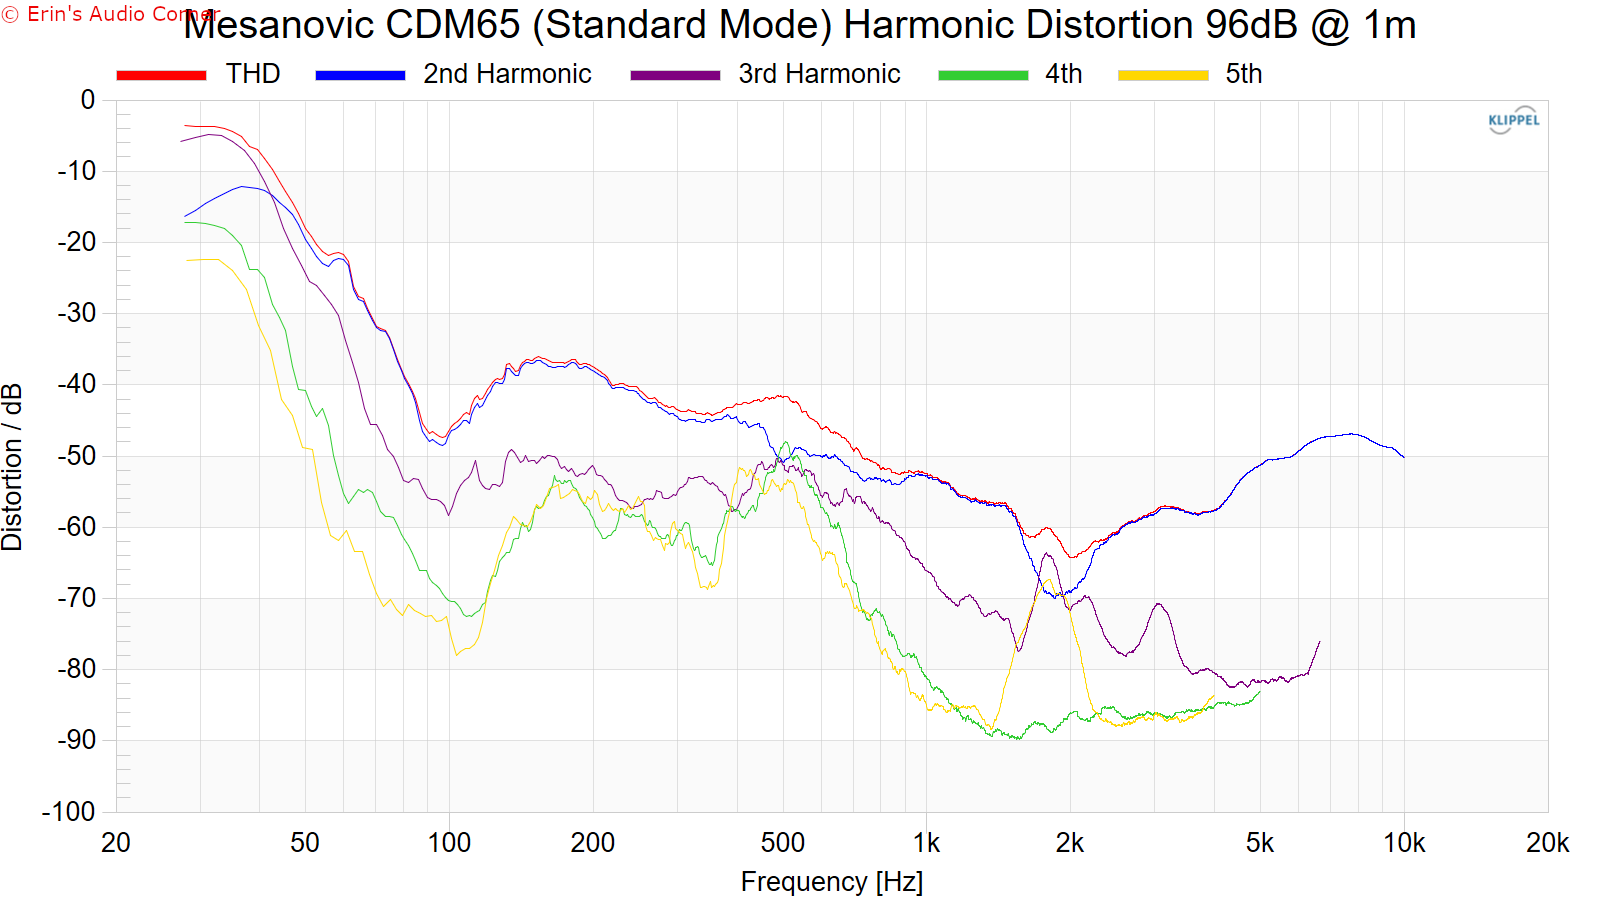 © Erin's Audio Corner
Mesanovic CDM65 (Standard Mode) Harmonic Distortion 96dB @ 1m
THD 2nd Harmonic 3rd Harmonic 4th 5th
KLIPPEL
0
-10
-20
-30
-40
-50
-60
-70
-80
-90
-100
Distortion / dB
20 50 100 200 500 1k 2k 5k 10k 20k
Frequency [Hz]